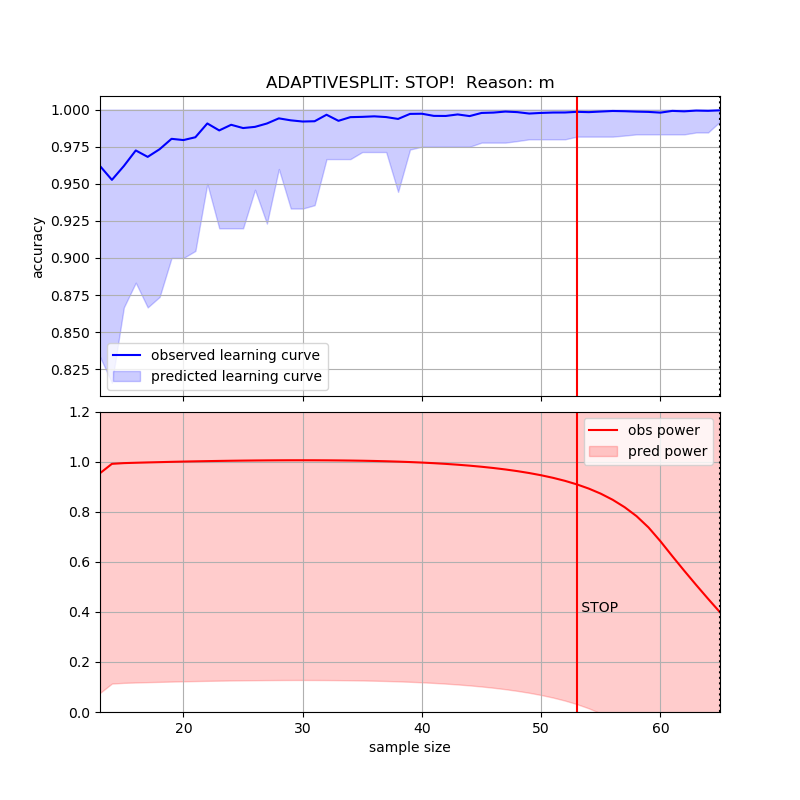 ADAPTIVESPLIT: STOP!  Reason: m
1.000
0.975
0.950
0.925
0.900
0.875
0.850
0.825
accuracy
observed learning curve
predicted learning curve
1.2
1.0
0.8
0.6
0.4
0.2
0.0
obs power
pred power
STOP
20 30 40 50 60
sample size